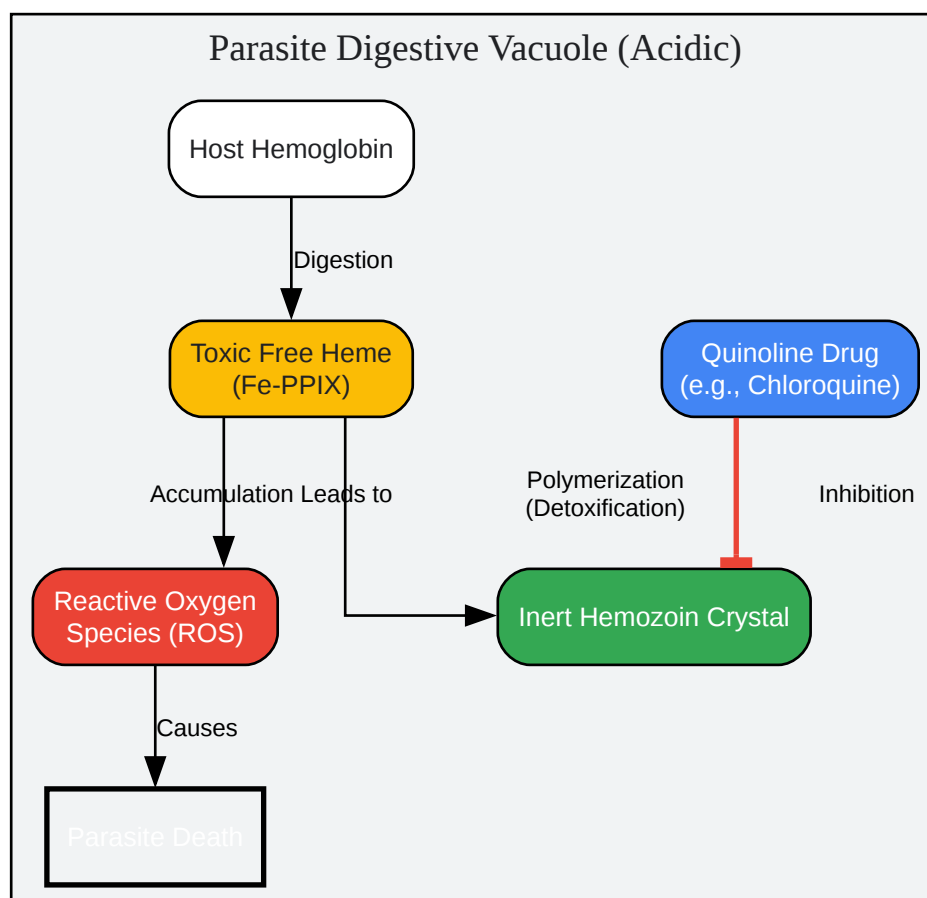 Parasite Digestive Vacuole (Acidic)
Host Hemoglobin
Digestion
Toxic Free Heme
(Fe-PPIX)
Quinoline Drug
(e.g., Chloroquine)
Accumulation Leads to
Polymerization
(Detoxification)
Inhibition
Reactive Oxygen
Species (ROS)
Inert Hemozoin Crystal
Causes
Parasite Death